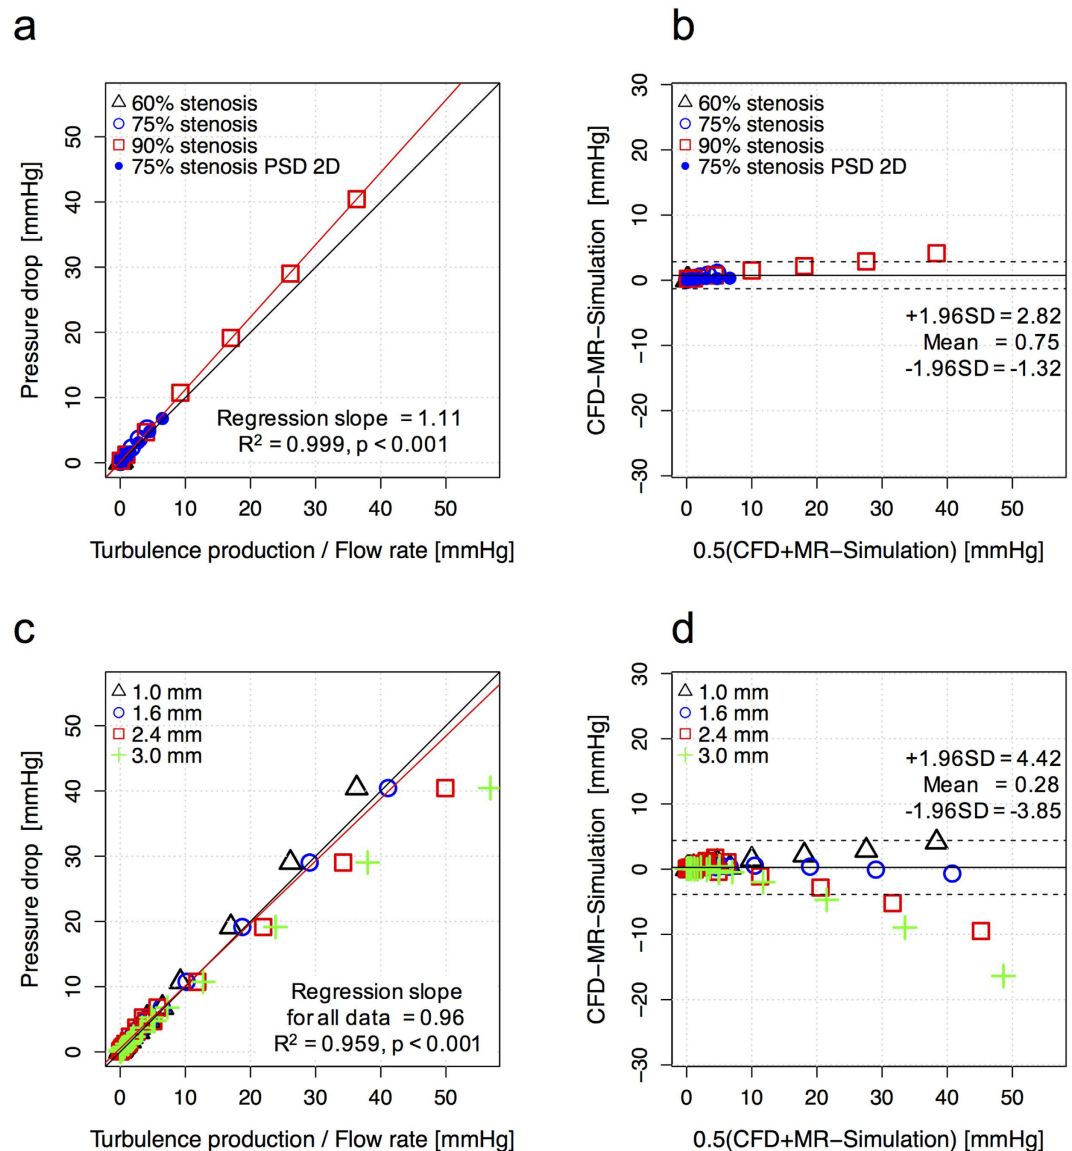 a
60% stenosis
75% stenosis
90% stenosis
75% stenosis PSD 2D
Pressure drop [mmHg]
0 10 20 30 40 50
Regression slope = 1.11
R² = 0.999, p < 0.001
0 10 20 30 40 50
Turbulence production / Flow rate [mmHg]
b
60% stenosis
75% stenosis
90% stenosis
75% stenosis PSD 2D
CFD−MR−Simulation [mmHg]
−30 −20 −10 0 10 20 30
+1.96SD = 2.82
Mean = 0.75
-1.96SD = -1.32
0 10 20 30 40 50
0.5(CFD+MR−Simulation) [mmHg]
c
1.0 mm
1.6 mm
2.4 mm
3.0 mm
Pressure drop [mmHg]
0 10 20 30 40 50
Regression slope
for all data = 0.96
R² = 0.959, p < 0.001
0 10 20 30 40 50
Turbulence production / Flow rate [mmHg]
d
1.0 mm
1.6 mm
2.4 mm
3.0 mm
CFD−MR−Simulation [mmHg]
−30 −20 −10 0 10 20 30
+1.96SD = 4.42
Mean = 0.28
-1.96SD = -3.85
0 10 20 30 40 50
0.5(CFD+MR−Simulation) [mmHg]